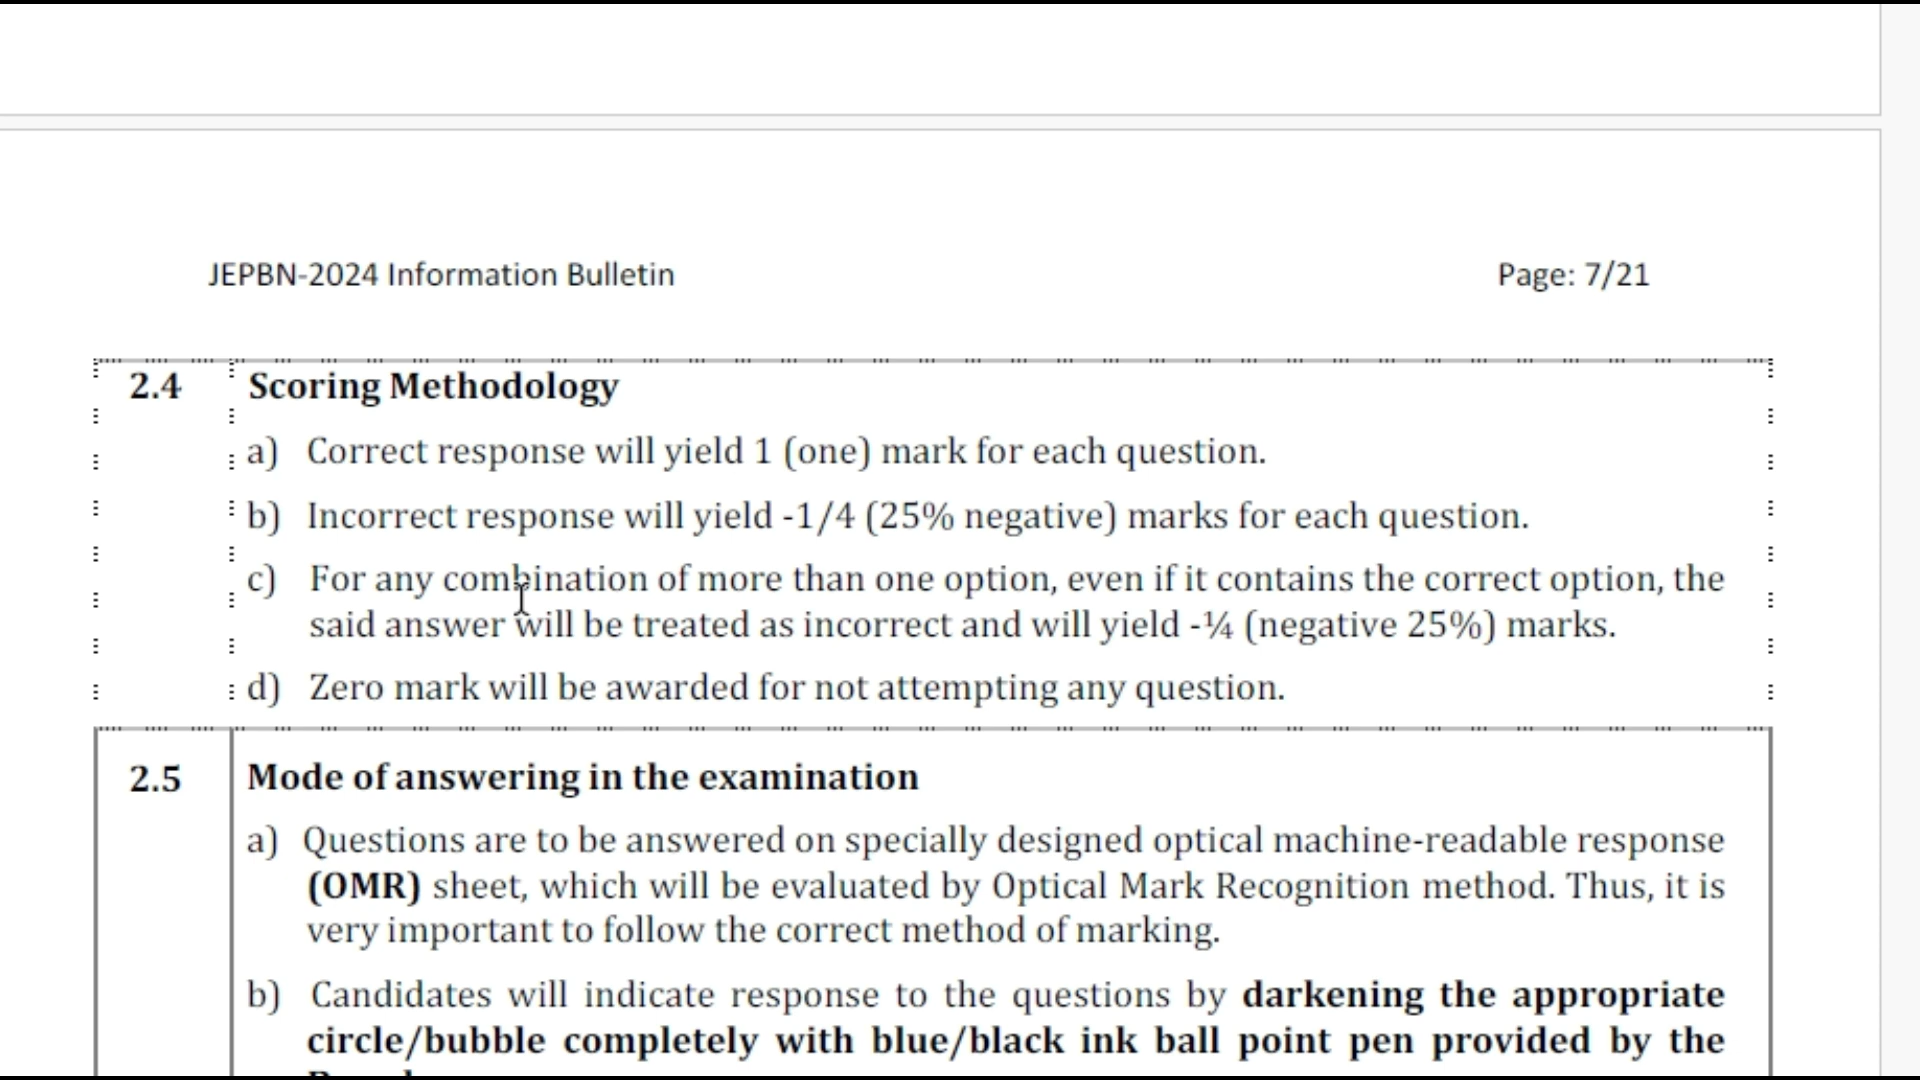 JEPBN-2024 Information Bulletin Page: 7/21
2.4 Scoring Methodology
a) Correct response will yield 1 (one) mark for each question.
b) Incorrect response will yield -1/4 (25% negative) marks for each question.
c) For any combination of more than one option, even if it contains the correct option, the
said answer will be treated as incorrect and will yield -¼ (negative 25%) marks.
d) Zero mark will be awarded for not attempting any question.
2.5 Mode of answering in the examination
a) Questions are to be answered on specially designed optical machine-readable response
(OMR) sheet, which will be evaluated by Optical Mark Recognition method. Thus, it is
very important to follow the correct method of marking.
b) Candidates will indicate response to the questions by darkening the appropriate
circle/bubble completely with blue/black ink ball point pen provided by the